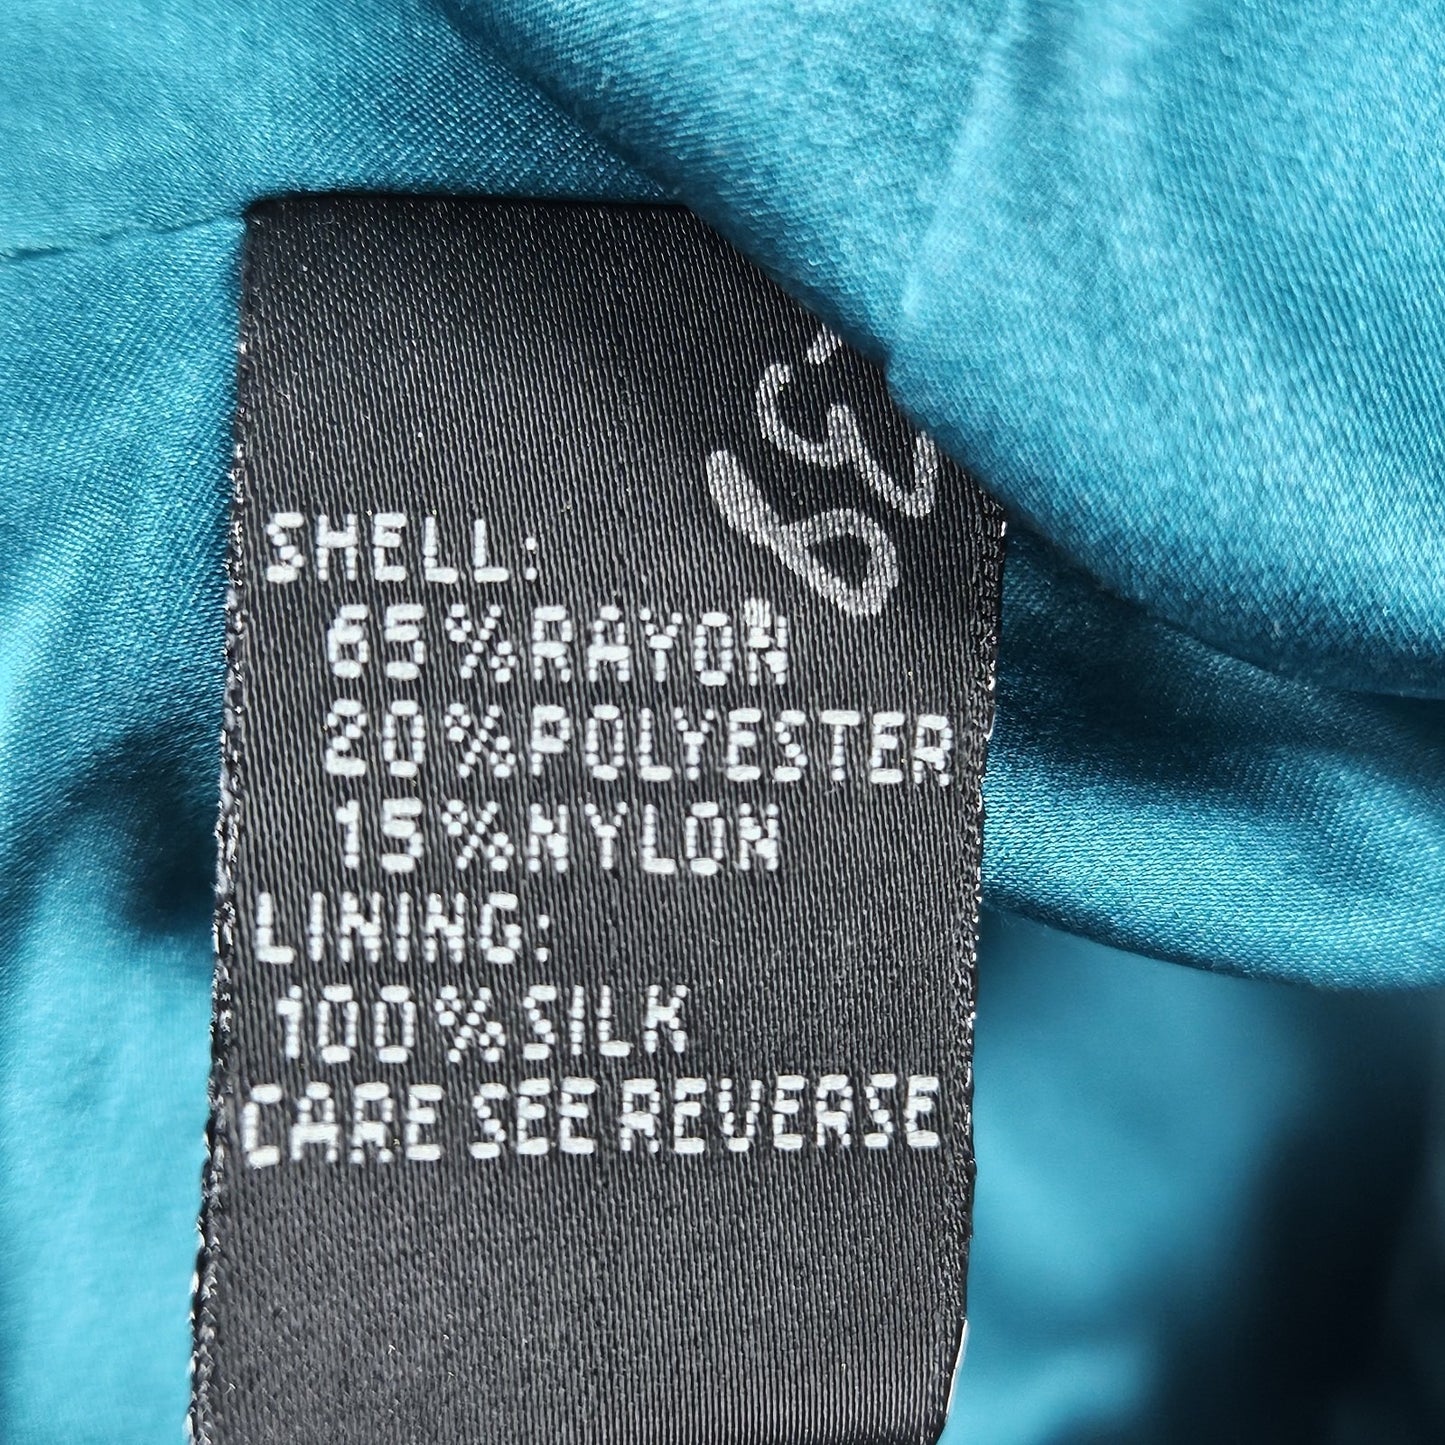 SHELL:
65%RAYON
20%POLYESTER
15%NYLON
LINING:
100%SILK
CARE SEE REVERSE